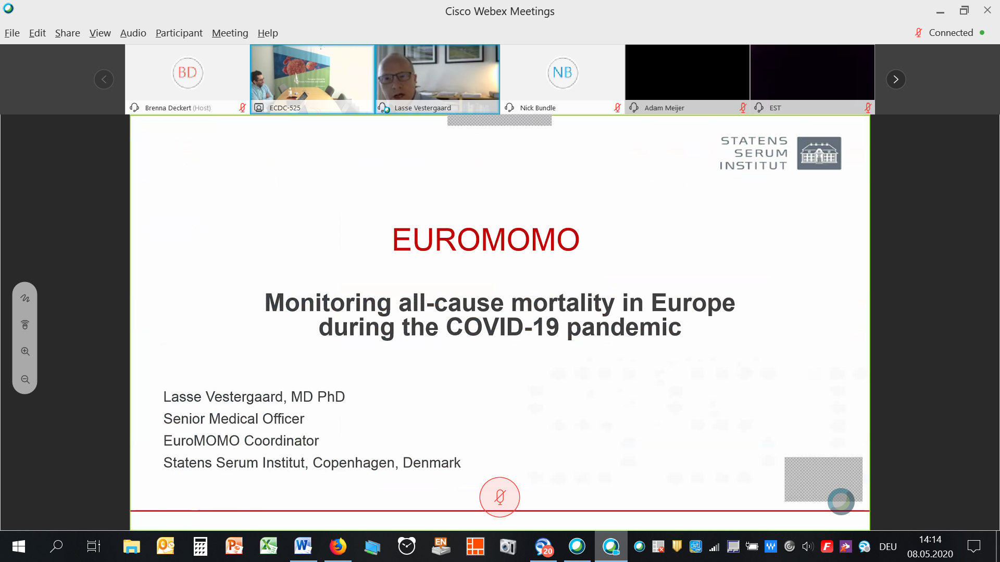 Cisco Webex Meetings
File Edit Share View Audio Participant Meeting Help
Connected
BD
NB
Brenna Deckert (Host)
ECDC-525
Lasse Vestergaard
Nick Bundle
Adam Meijer
EST
STATENS
SERUM
INSTITUT
EUROMOMO
Monitoring all-cause mortality in Europe
during the COVID-19 pandemic
Lasse Vestergaard, MD PhD
Senior Medical Officer
EuroMOMO Coordinator
Statens Serum Institut, Copenhagen, Denmark
EN
20
DEU
14:14
08.05.2020